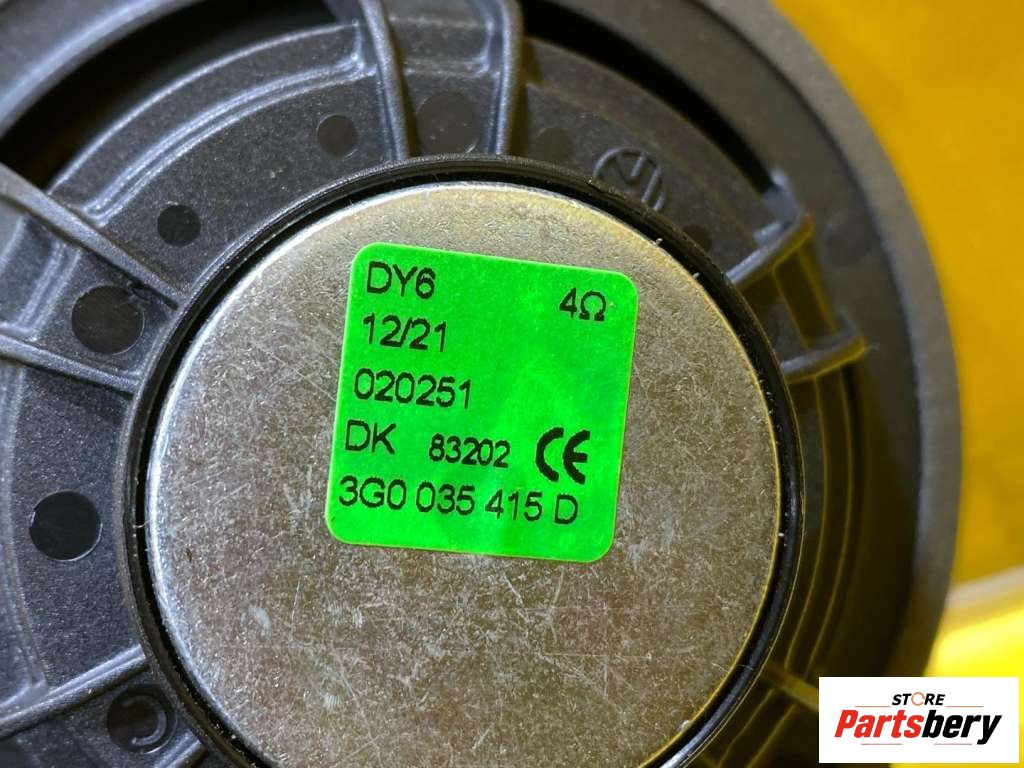 DY6 4Ω
12/21
020251
DK 83202 CE
3G0 035 415 D
STORE
Partsbery